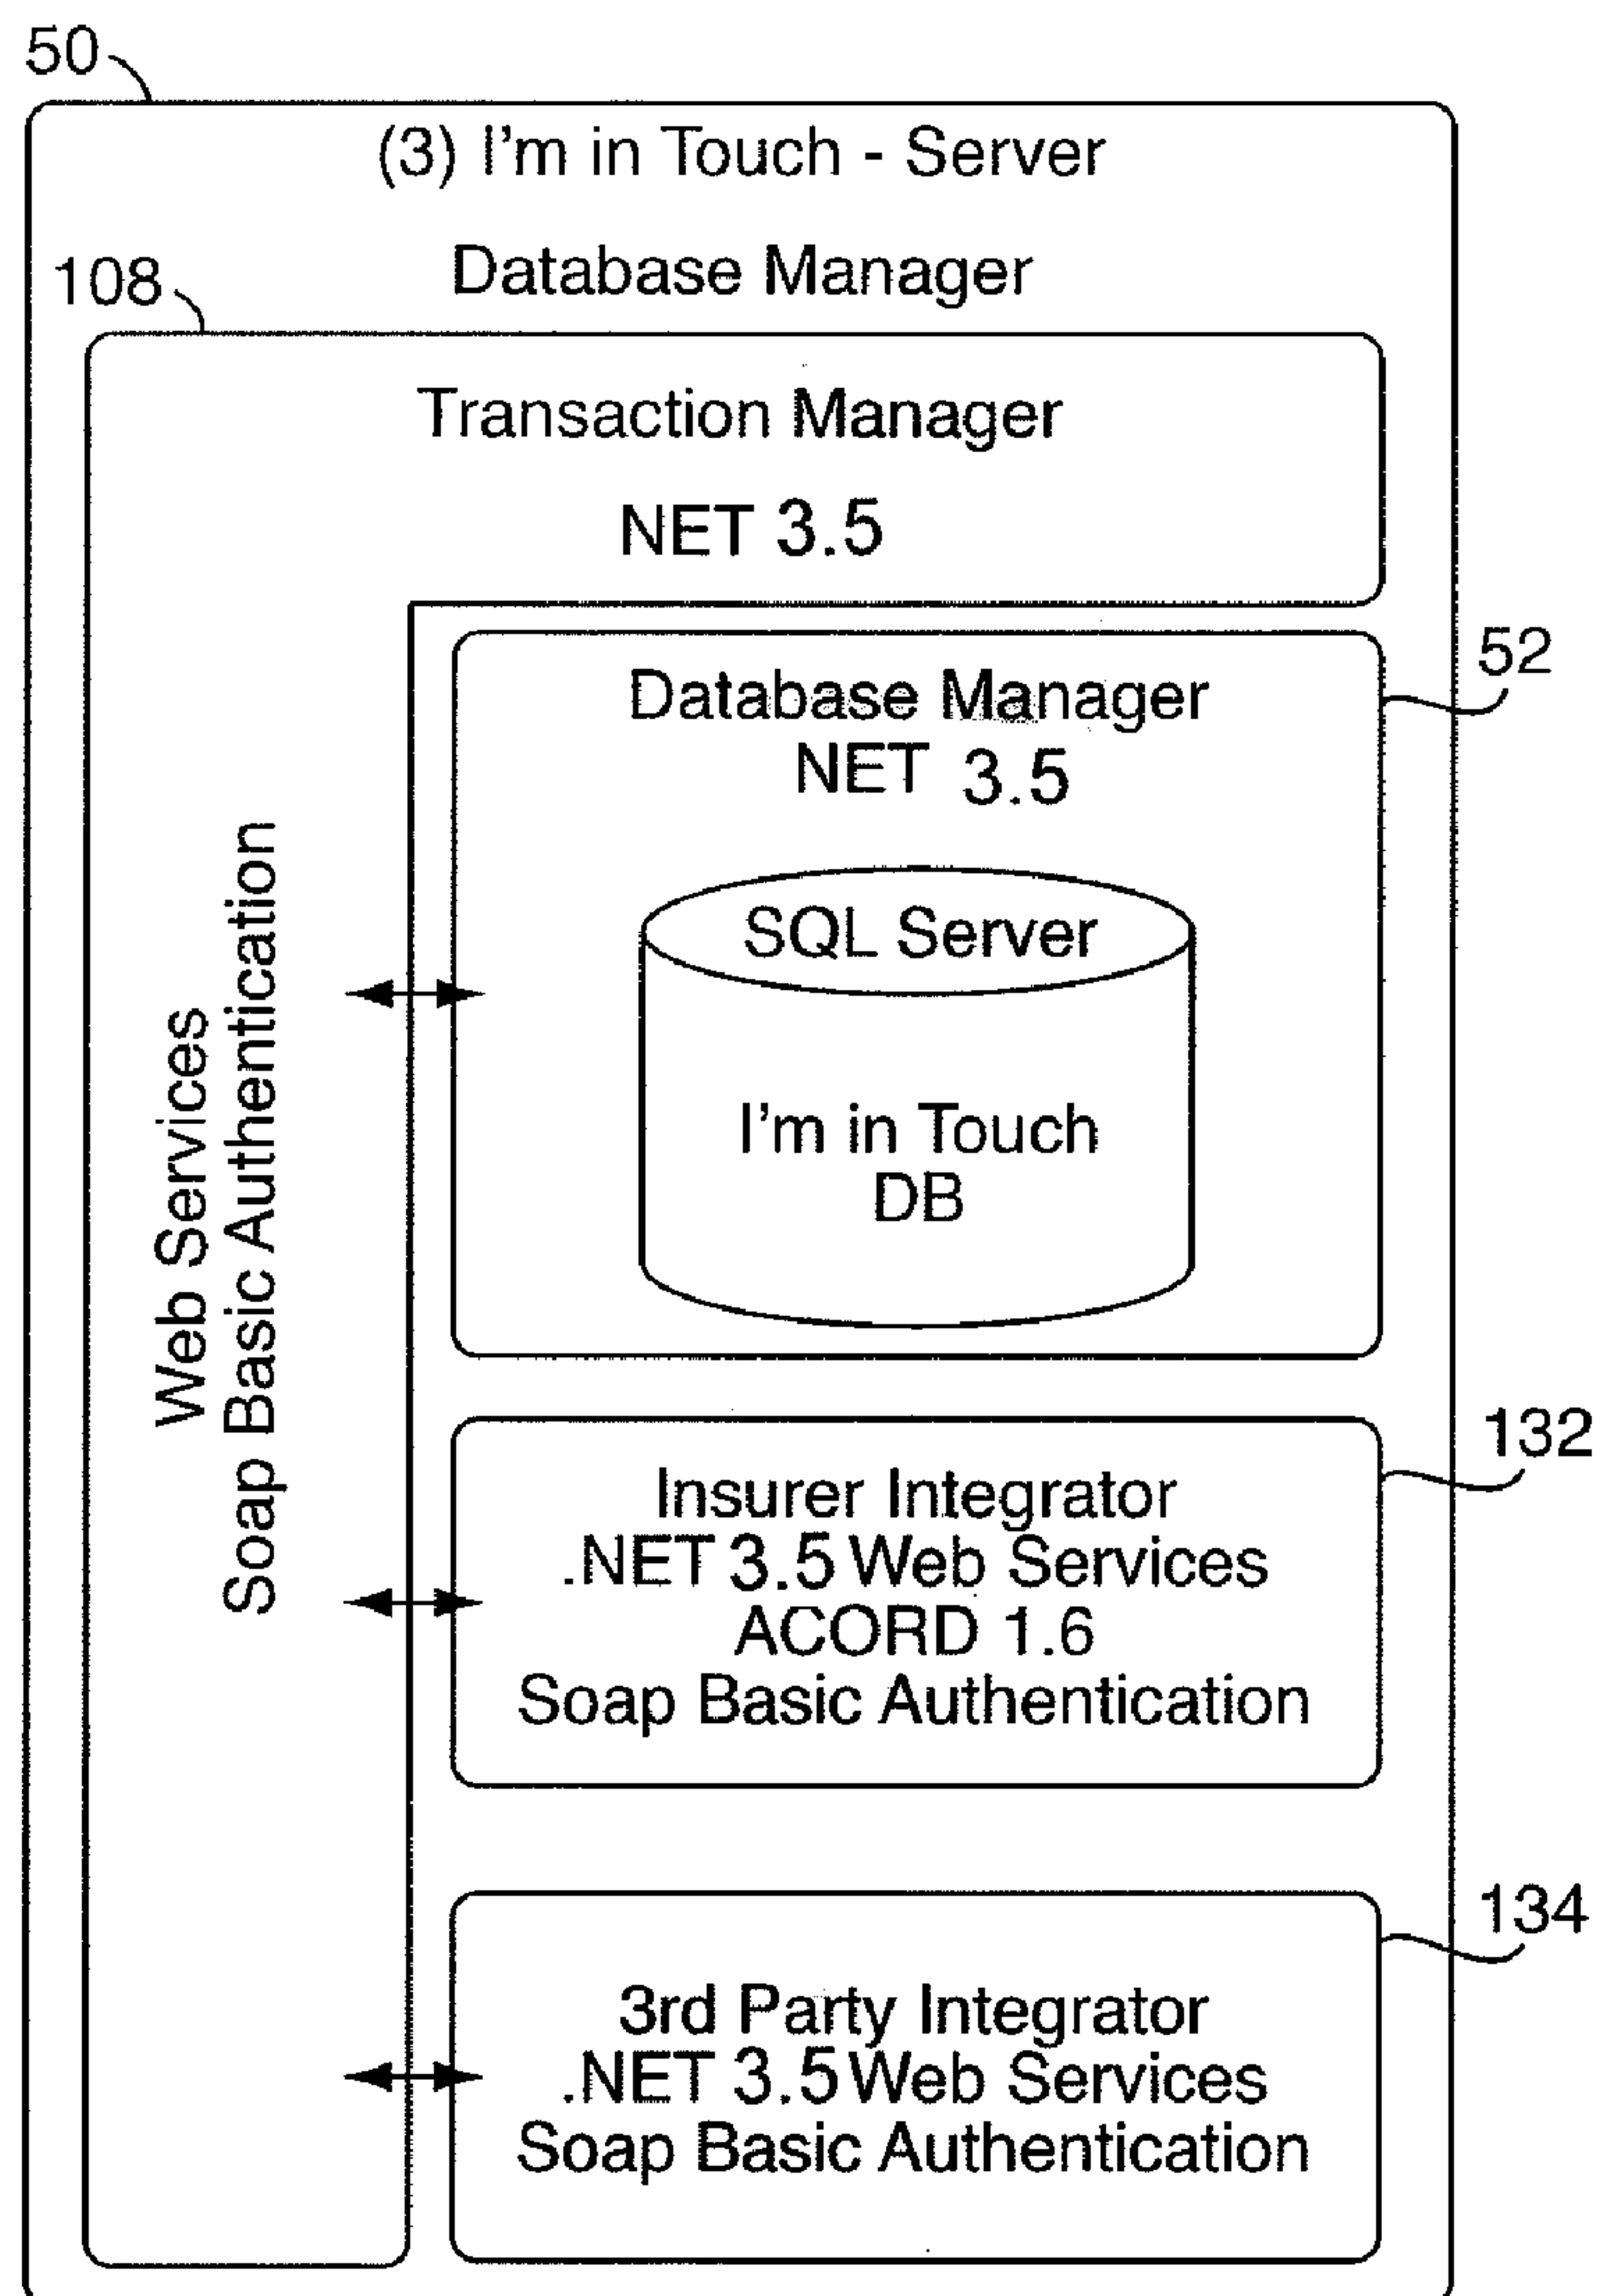 50
(3) I'm in Touch - Server
Database Manager
108
Transaction Manager
NET 3.5
52
Database Manager
NET 3.5
SQL Server
I'm in Touch
DB
Web Services
Soap Basic Authentication
132
Insurer Integrator
.NET 3.5 Web Services
ACORD 1.6
Soap Basic Authentication
134
3rd Party Integrator
.NET 3.5 Web Services
Soap Basic Authentication